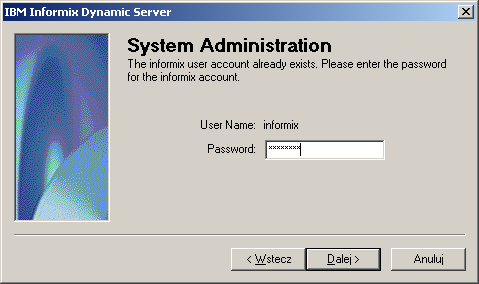 IBM Informix Dynamic Server
System Administration
The informix user account already exists. Please enter the password
for the informix account.
User Name: informix
Password: ********
< Wstecz Dalej > Anuluj